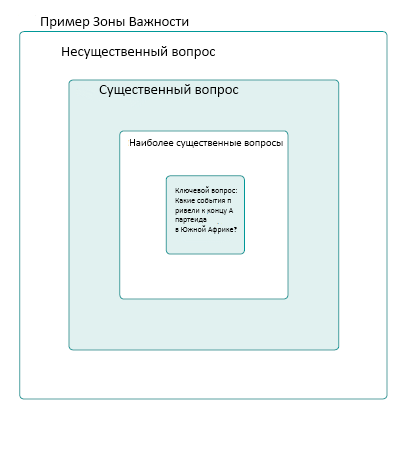 Пример Зоны Важности
Несущественный вопрос
Существенный вопрос
Наиболее существенные вопросы
Ключевой вопрос:
Какие события п
ривели к концу А
партеида
в Южной Африке?